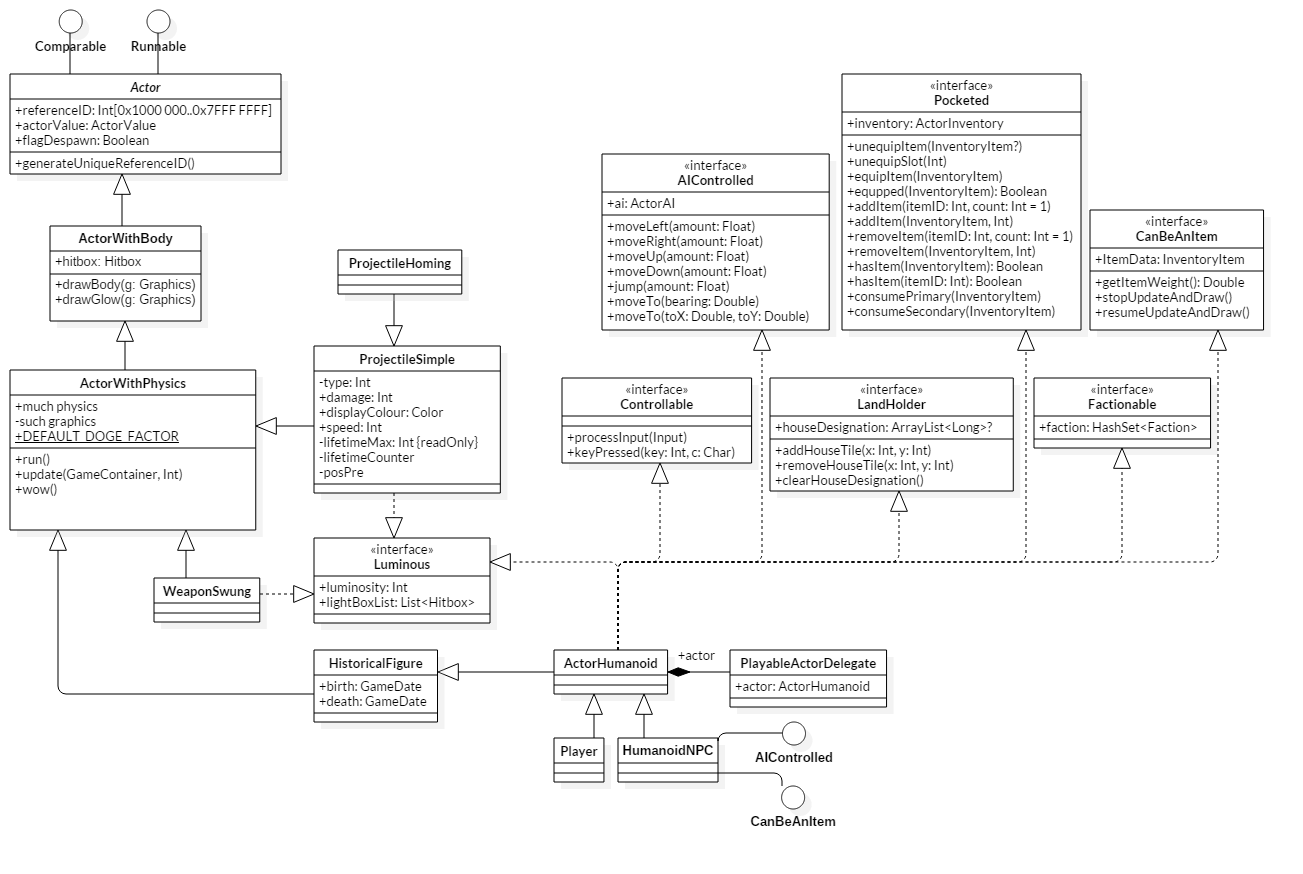 Comparable
Runnable
Actor
+referenceID: Int[0x1000 000..0x7FFF FFFF]
+actorValue: ActorValue
+flagDespawn: Boolean
+generateUniqueReferenceID()
ActorWithBody
+hitbox: Hitbox
+drawBody(g: Graphics)
+drawGlow(g: Graphics)
ActorWithPhysics
+much physics
-such graphics
+DEFAULT_DOGE_FACTOR
+run()
+update(GameContainer, Int)
+wow()
ProjectileHoming
ProjectileSimple
-type: Int
+damage: Int
+displayColour: Color
+speed: Int
-lifetimeMax: Int {readOnly}
-lifetimeCounter
-posPre
WeaponSwung
«interface»
Luminous
+luminosity: Int
+lightBoxList: List<Hitbox>
«interface»
AIControlled
+ai: ActorAI
+moveLeft(amount: Float)
+moveRight(amount: Float)
+moveUp(amount: Float)
+moveDown(amount: Float)
+jump(amount: Float)
+moveTo(bearing: Double)
+moveTo(toX: Double, toY: Double)
«interface»
Pocketed
+inventory: ActorInventory
+unequipItem(InventoryItem?)
+unequipSlot(Int)
+equipItem(InventoryItem)
+equpped(InventoryItem): Boolean
+addItem(itemID: Int, count: Int = 1)
+addItem(InventoryItem, Int)
+removeItem(itemID: Int, count: Int = 1)
+removeItem(InventoryItem, Int)
+hasItem(InventoryItem): Boolean
+hasItem(itemID: Int): Boolean
+consumePrimary(InventoryItem)
+consumeSecondary(InventoryItem)
«interface»
CanBeAnItem
+ItemData: InventoryItem
+getItemWeight(): Double
+stopUpdateAndDraw()
+resumeUpdateAndDraw()
«interface»
Controllable
+processInput(Input)
+keyPressed(key: Int, c: Char)
«interface»
LandHolder
+houseDesignation: ArrayList<Long>?
+addHouseTile(x: Int, y: Int)
+removeHouseTile(x: Int, y: Int)
+clearHouseDesignation()
«interface»
Factionable
+faction: HashSet<Faction>
HistoricalFigure
+birth: GameDate
+death: GameDate
ActorHumanoid
+actor
PlayableActorDelegate
+actor: ActorHumanoid
Player
HumanoidNPC
AIControlled
CanBeAnItem